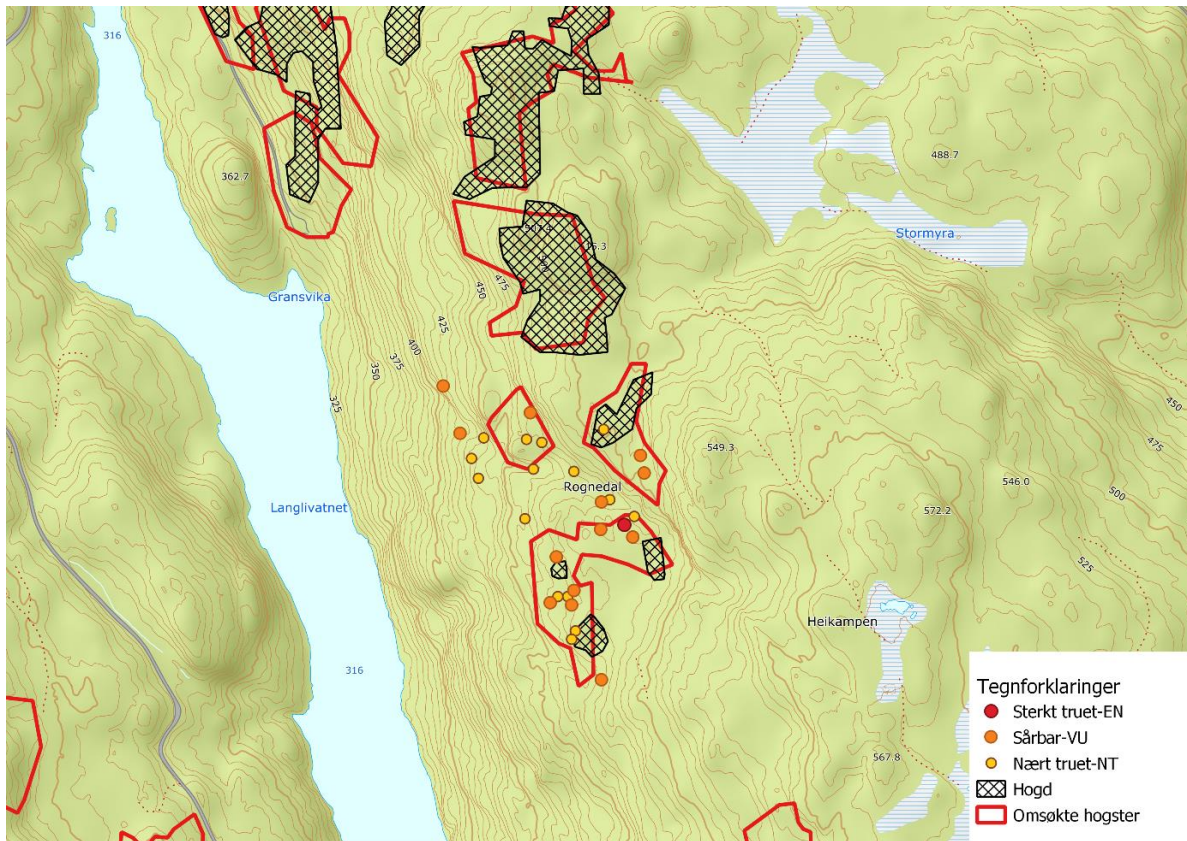 316
362.7
488.7
Stormyra
475
450
Gransvika
425
400
375
350
325
450
475
549.3
546.0
500
Rognedal
572.2
Langlivatnet
525
Heikampen
316
567.8
Tegnforklaringer
Sterkt truet-EN
Sårbar-VU
Nært truet-NT
Hogd
Omsøkte hogster